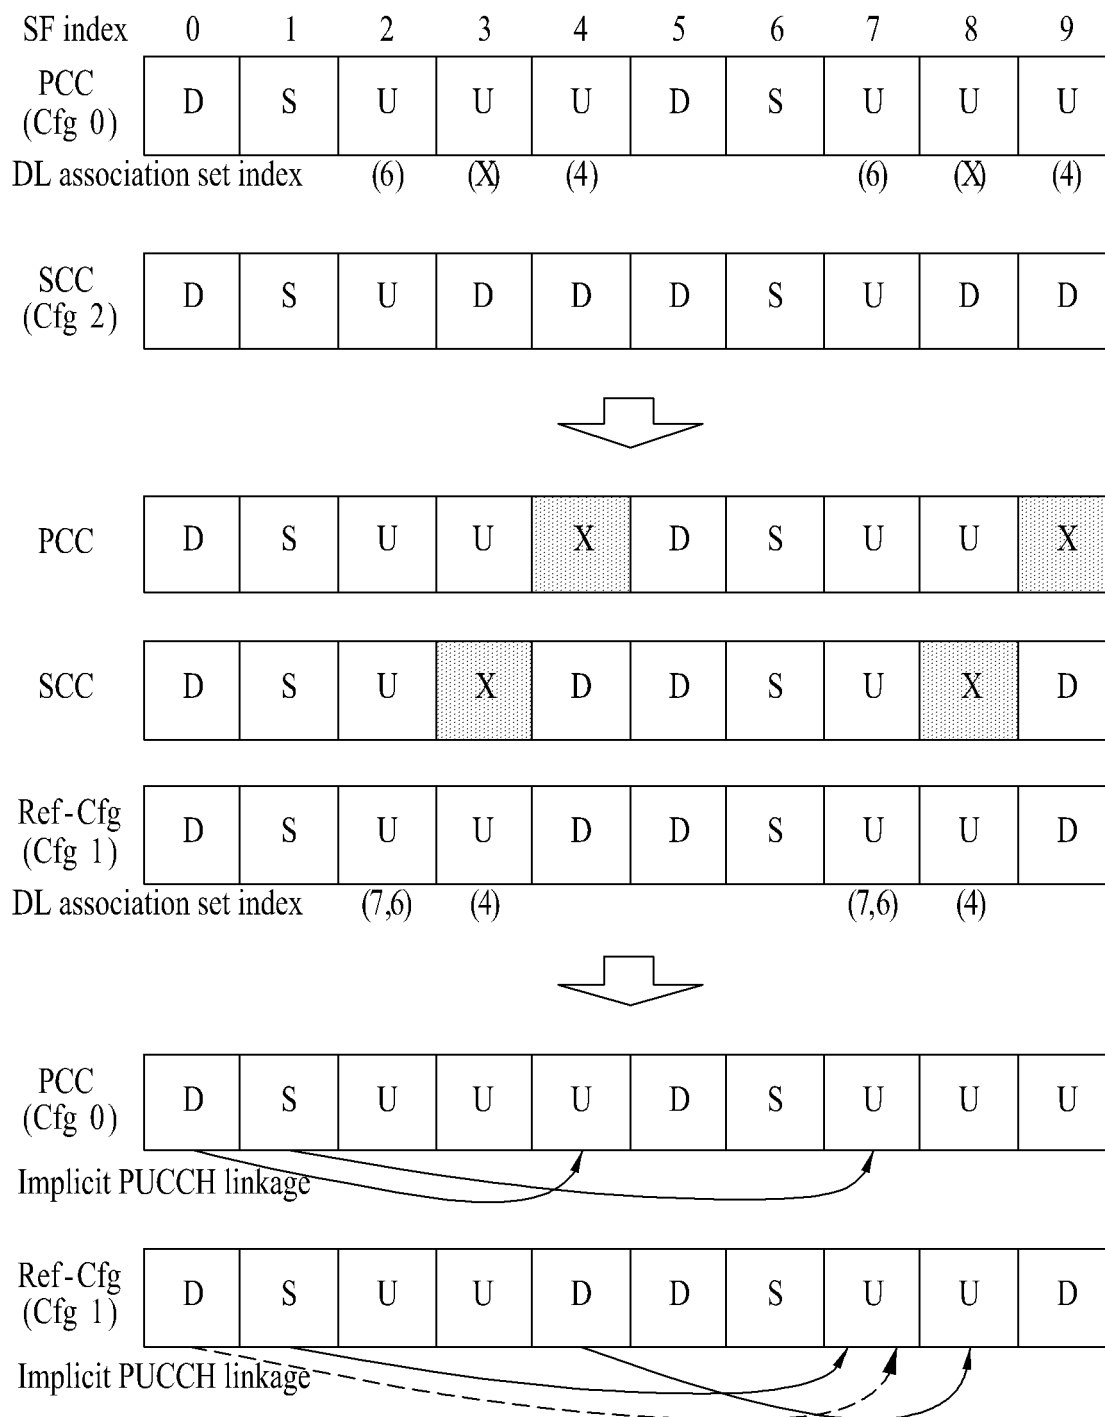 SF index 0 1 2 3 4 5 6 7 8 9
PCC
(Cfg 0) D S U U U D S U U U
DL association set index (6) (X) (4) (6) (X) (4)
SCC
(Cfg 2) D S U D D D S U D D
PCC D S U U X D S U U X
SCC D S U X D D S U X D
Ref-Cfg
(Cfg 1) D S U U D D S U U D
DL association set index (7,6) (4) (7,6) (4)
PCC
(Cfg 0) D S U U U D S U U U
Implicit PUCCH linkage
Ref-Cfg
(Cfg 1) D S U U D D S U U D
Implicit PUCCH linkage